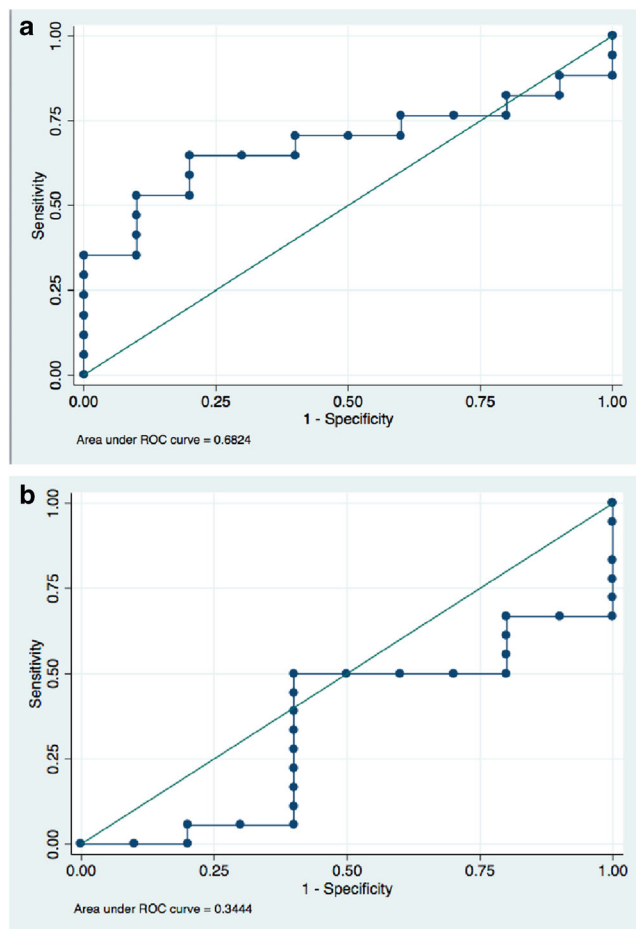 a
1.00
0.75
0.50
0.25
0.00
Sensitivity
0.00 0.25 0.50 0.75 1.00
1 - Specificity
Area under ROC curve = 0.6824
b
1.00
0.75
0.50
0.25
0.00
Sensitivity
0.00 0.25 0.50 0.75 1.00
1 - Specificity
Area under ROC curve = 0.3444